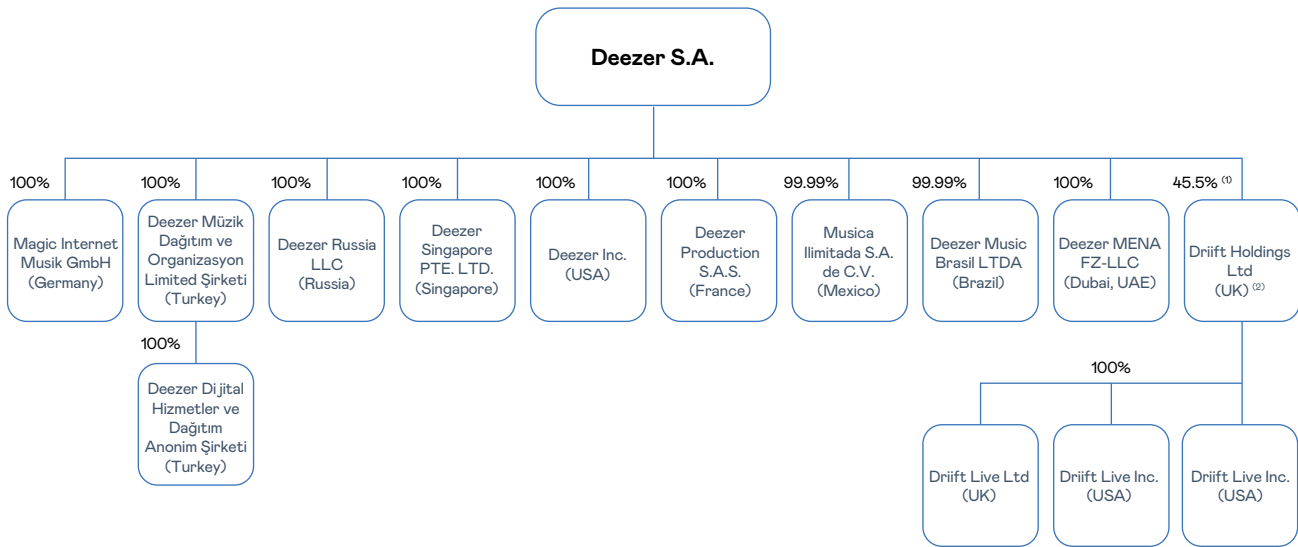 Deezer S.A.
100%
100%
100%
100%
100%
100%
99.99%
99.99%
100%
45.5% (1)
Magic Internet
Musik GmbH
(Germany)
Deezer Müzik
Dağıtım ve
Organizasyon
Limited Şirketi
(Turkey)
Deezer Russia
LLC
(Russia)
Deezer
Singapore
PTE. LTD.
(Singapore)
Deezer Inc.
(USA)
Deezer
Production
S.A.S.
(France)
Musica
Ilimitada S.A.
de C.V.
(Mexico)
Deezer Music
Brasil LTDA
(Brazil)
Deezer MENA
FZ-LLC
(Dubai, UAE)
Driift Holdings
Ltd
(UK) (2)
100%
Deezer Dijital
Hizmetler ve
Dağıtım
Anonim Şirketi
(Turkey)
100%
Driift Live Ltd
(UK)
Driift Live Inc.
(USA)
Driift Live Inc.
(USA)